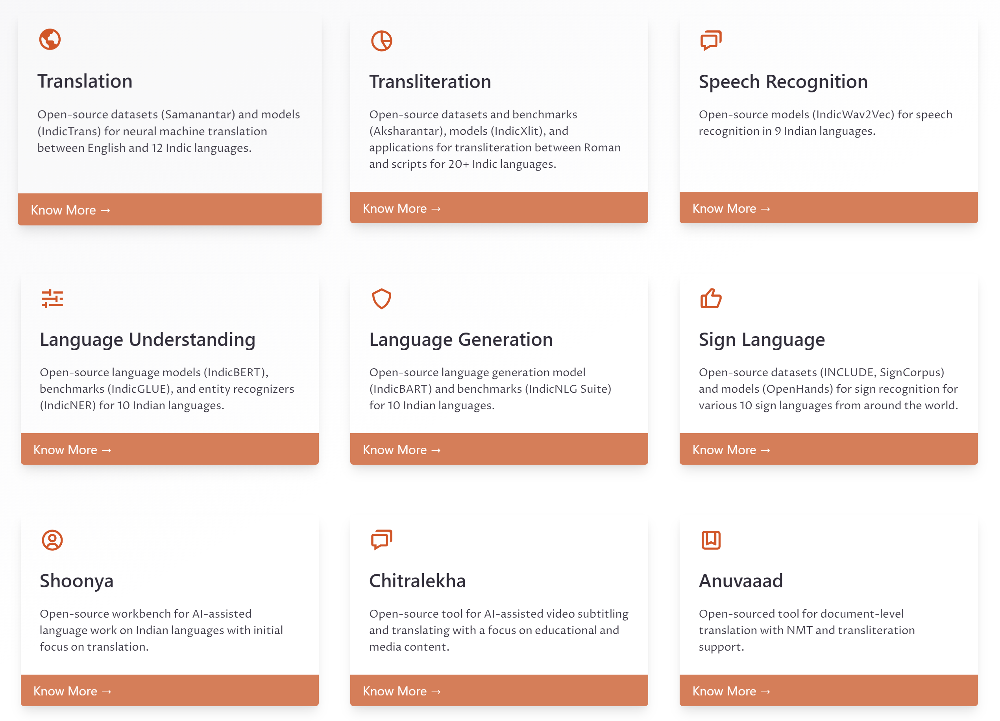 Translation
Open-source datasets (Samanantar) and models
(IndicTrans) for neural machine translation
between English and 12 Indic languages.
Know More →
Transliteration
Open-source datasets and benchmarks
(Aksharantar), models (IndicXlit), and
applications for transliteration between Roman
and scripts for 20+ Indic languages.
Know More →
Speech Recognition
Open-source models (IndicWav2Vec) for speech
recognition in 9 Indian languages.
Know More →
Language Understanding
Open-source language models (IndicBERT),
benchmarks (IndicGLUE), and entity recognizers
(IndicNER) for 10 Indian languages.
Know More →
Language Generation
Open-source language generation model
(IndicBART) and benchmarks (IndicNLG Suite)
for 10 Indian languages.
Know More →
Sign Language
Open-source datasets (INCLUDE, SignCorpus)
and models (OpenHands) for sign recognition for
various 10 sign languages from around the world.
Know More →
Shoonya
Open-source workbench for AI-assisted
language work on Indian languages with initial
focus on translation.
Know More →
Chitralekha
Open-source tool for AI-assisted video subtitling
and translating with a focus on educational and
media content.
Know More →
Anuvaaad
Open-sourced tool for document-level
translation with NMT and transliteration
support.
Know More →